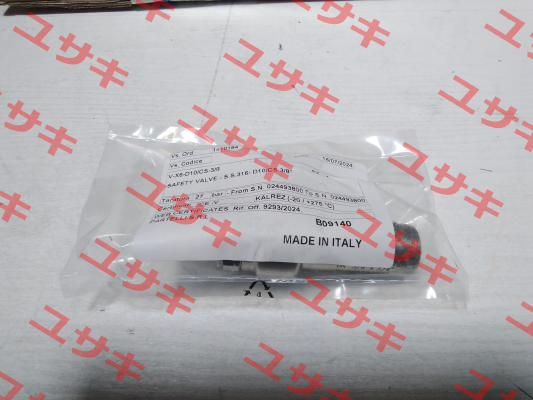 Vs. Ord
Vs. Codice
16/07/2024
V-X6-D10/CS-3/8
SAFETY VALVE - S.S.316- D10/CS.3/8"
Taratura 27 bar - From S.N. 024493800 To S.N. 024493800
KALREZ (-20 / +275 °C)
CERTIFICATES Rif. Off. 9293/2024
B09140
MADE IN ITALY
ユサキ
ユサキ
ユサキ
ユサキ
ユサキ
ユサキ
ユサキ
ユサキ
ユサキ